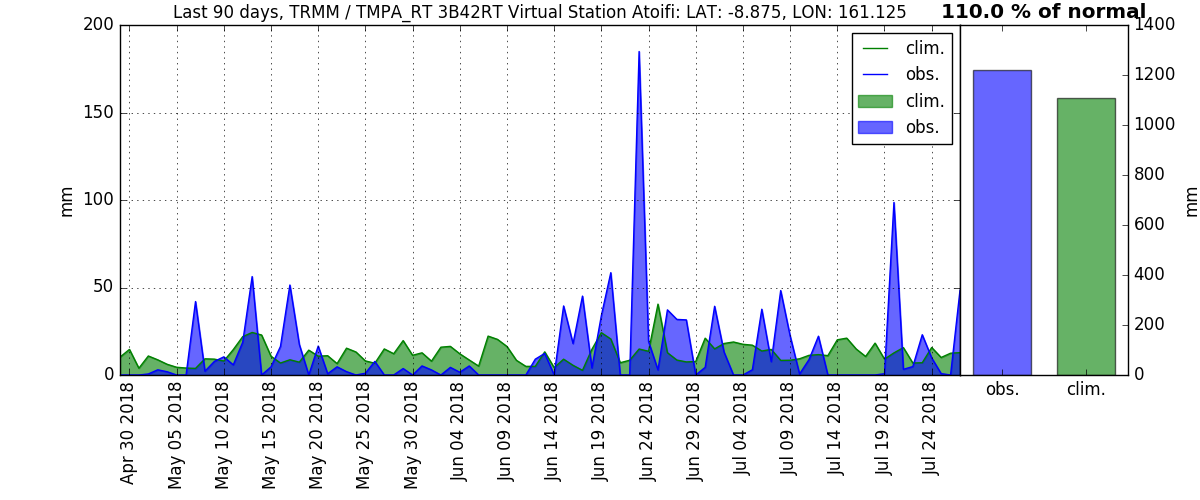 Last 90 days, TRMM / TMPA_RT 3B42RT Virtual Station Atoifi: LAT: -8.875, LON: 161.125
110.0 % of normal
200
150
100
50
0
mm
clim.
obs.
clim.
obs.
1400
1200
1000
800
600
400
200
0
mm
obs.
clim.
Apr 30 2018
May 05 2018
May 10 2018
May 15 2018
May 20 2018
May 25 2018
May 30 2018
Jun 04 2018
Jun 09 2018
Jun 14 2018
Jun 19 2018
Jun 24 2018
Jun 29 2018
Jul 04 2018
Jul 09 2018
Jul 14 2018
Jul 19 2018
Jul 24 2018